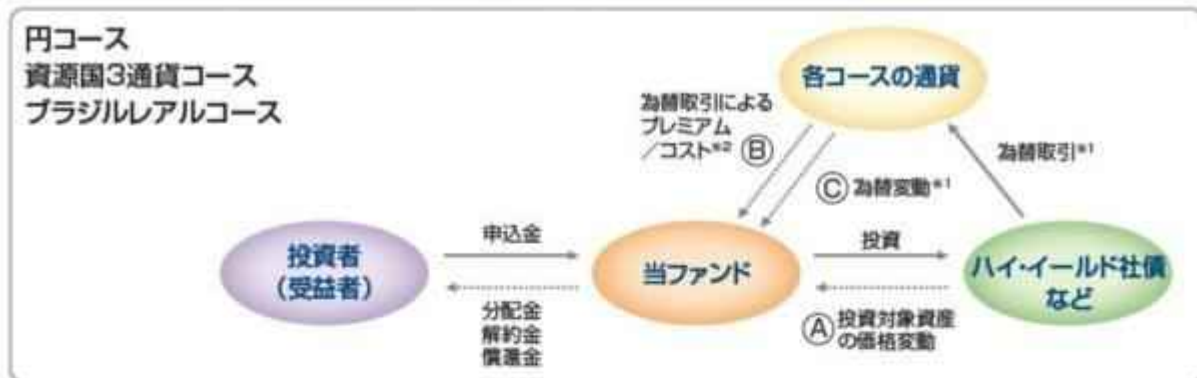 円コース
資源国3通貨コース
ブラジルレアルコース
各コースの通貨
為替取引による
プレミアム
／コスト※2 Ⓑ
Ⓒ 為替変動※1
為替取引※1
投資者
（受益者）
申込金
分配金
解約金
償還金
当ファンド
投資
Ⓐ 投資対象資産
の価格変動
ハイ・イールド社債
など